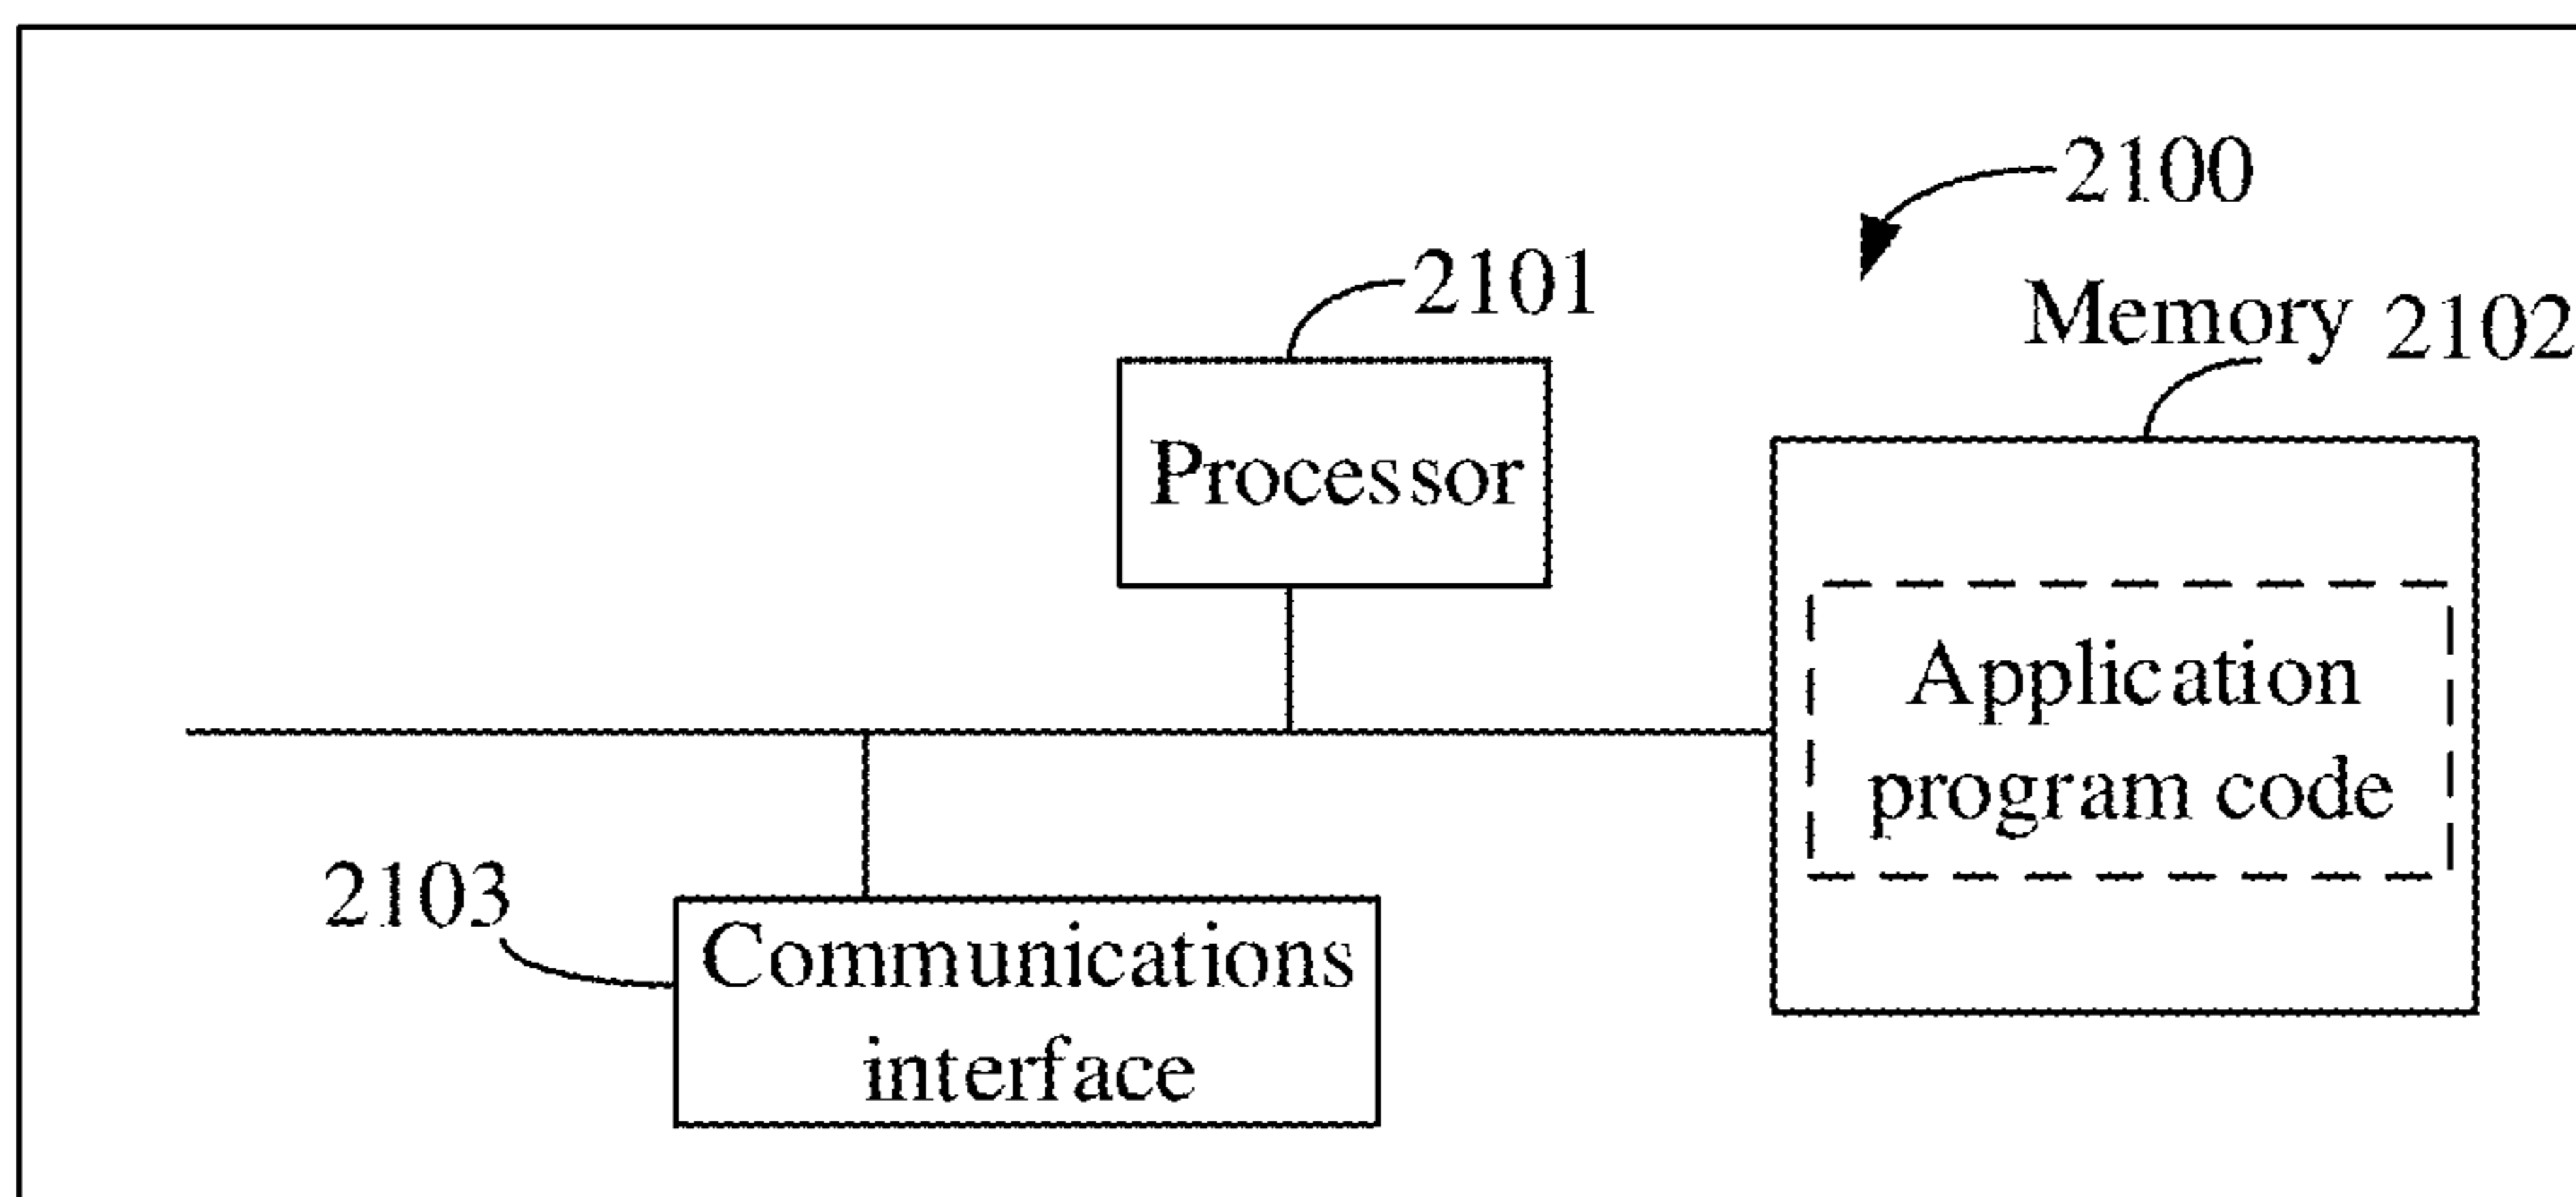 2100
2101
Memory 2102
Processor
Application
program code
2103
Communications
interface